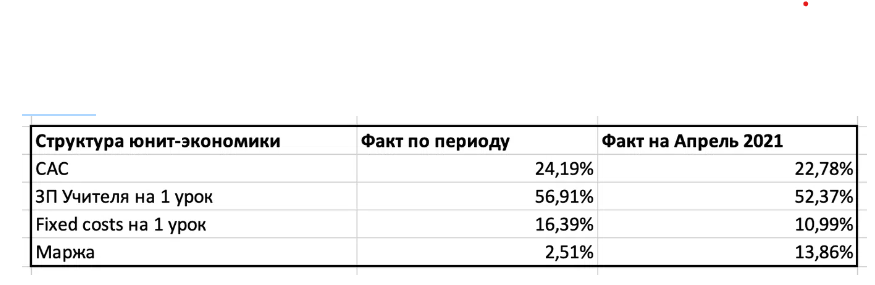 Структура юнит-экономики Факт по периоду Факт на Апрель 2021
CAC 24,19% 22,78%
ЗП Учителя на 1 урок 56,91% 52,37%
Fixed costs на 1 урок 16,39% 10,99%
Маржа 2,51% 13,86%